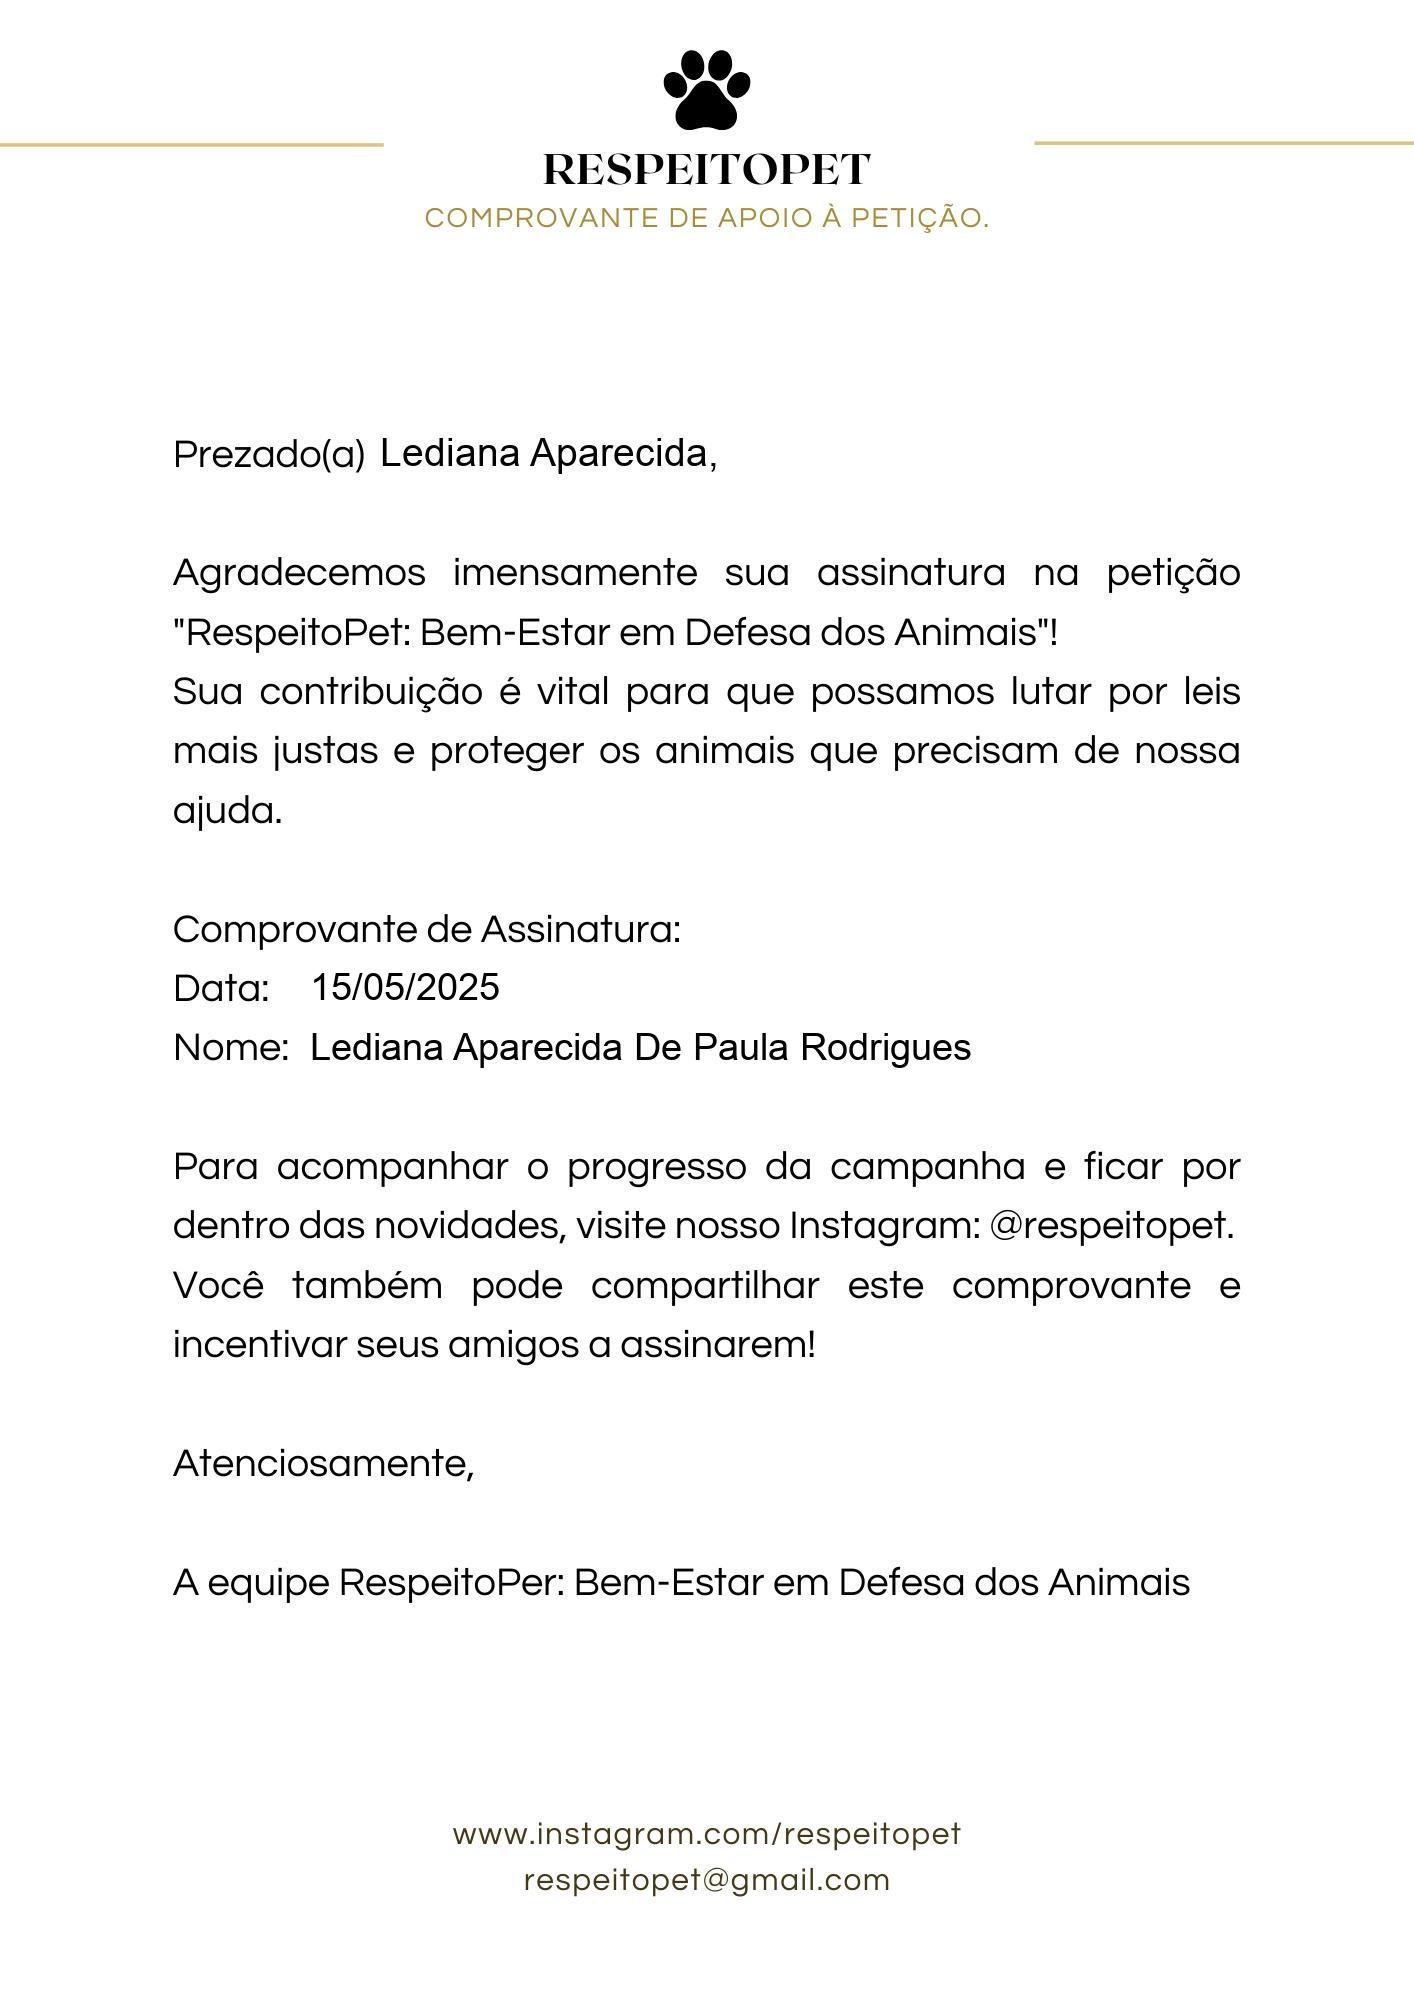 RESPEITOPET
COMPROVANTE DE APOIO À PETIÇÃO.
Prezado(a) Lediana Aparecida,
Agradecemos imensamente sua assinatura na petição
"RespeitoPet: Bem-Estar em Defesa dos Animais"!
Sua contribuição é vital para que possamos lutar por leis
mais justas e proteger os animais que precisam de nossa
ajuda.
Comprovante de Assinatura:
Data: 15/05/2025
Nome: Lediana Aparecida De Paula Rodrigues
Para acompanhar o progresso da campanha e ficar por
dentro das novidades, visite nosso Instagram: @respeitopet.
Você também pode compartilhar este comprovante e
incentivar seus amigos a assinarem!
Atenciosamente,
A equipe RespeitoPer: Bem-Estar em Defesa dos Animais
www.instagram.com/respeitopet
respeitopet@gmail.com